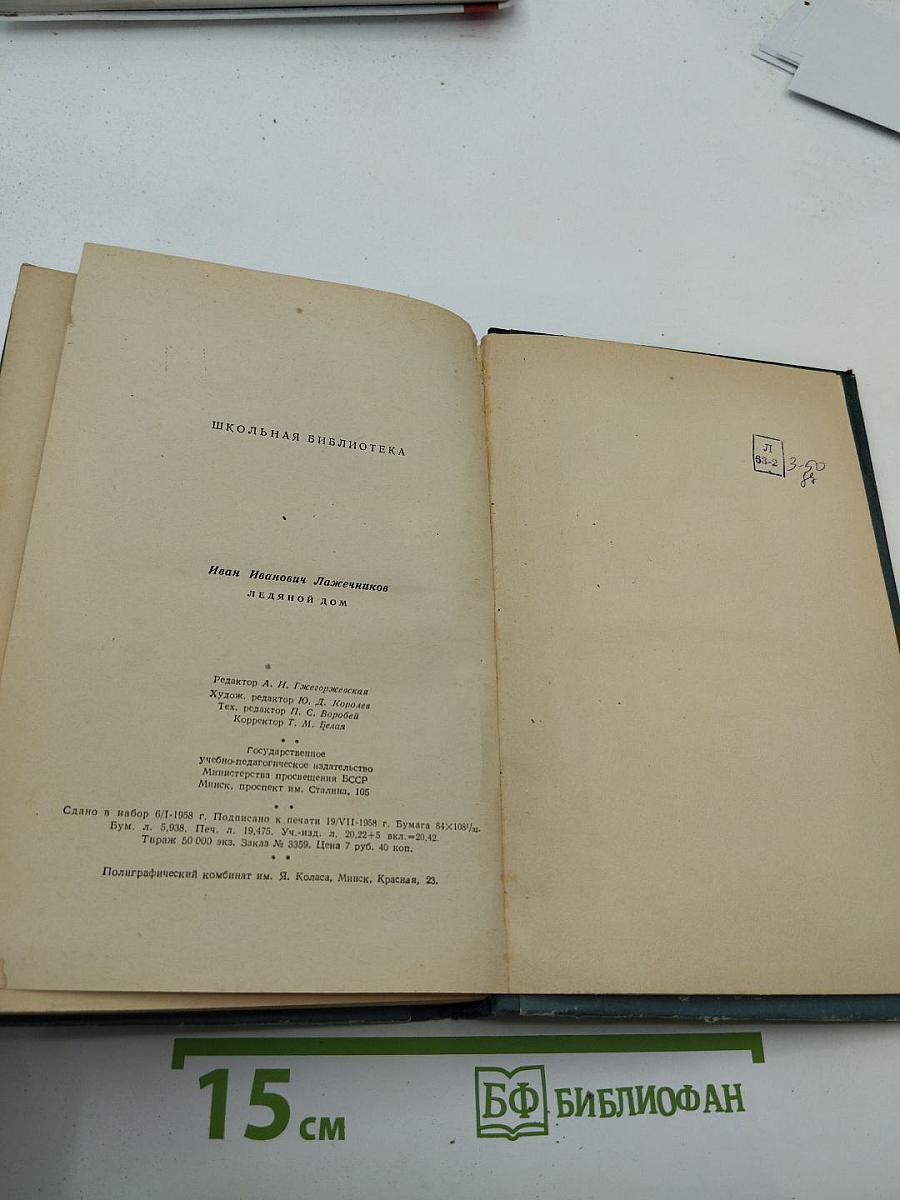 ШКОЛЬНАЯ БИБЛИОТЕКА
Иван Иванович Лажечников
ЛЕДЯНОЙ ДОМ
Редактор А. И. Гжегоржевская
Худож. редактор Ю. Д. Королев
Тех. редактор П. С. Воробей
Корректор Т. М. Белая
Государственное
учебно-педагогическое издательство
Министерства просвещения БССР
Минск, проспект им. Сталина, 105
Сдано в набор 6/I-1958 г. Подписано к печати 19/VII-1958 г. Бумага 84×108¹/₃₂.
Бум. л. 5,938. Печ. л. 19,475. Уч.-изд. л. 20,22+5 вкл.=20,42.
Тираж 50 000 экз. Заказ № 3359. Цена 7 руб. 40 коп.
Полиграфический комбинат им. Я. Коласа, Минск, Красная, 23.
Л
63-2
3-50
15 см
БФ БИБЛИОФАН